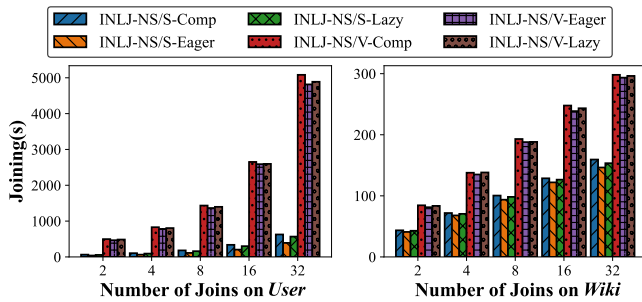 INLJ-NS/S-Comp INLJ-NS/S-Lazy INLJ-NS/V-Eager
INLJ-NS/S-Eager INLJ-NS/V-Comp INLJ-NS/V-Lazy
Joining(s)
5000
4000
3000
2000
1000
0
2 4 8 16 32
Number of Joins on User
300
200
100
0
2 4 8 16 32
Number of Joins on Wiki